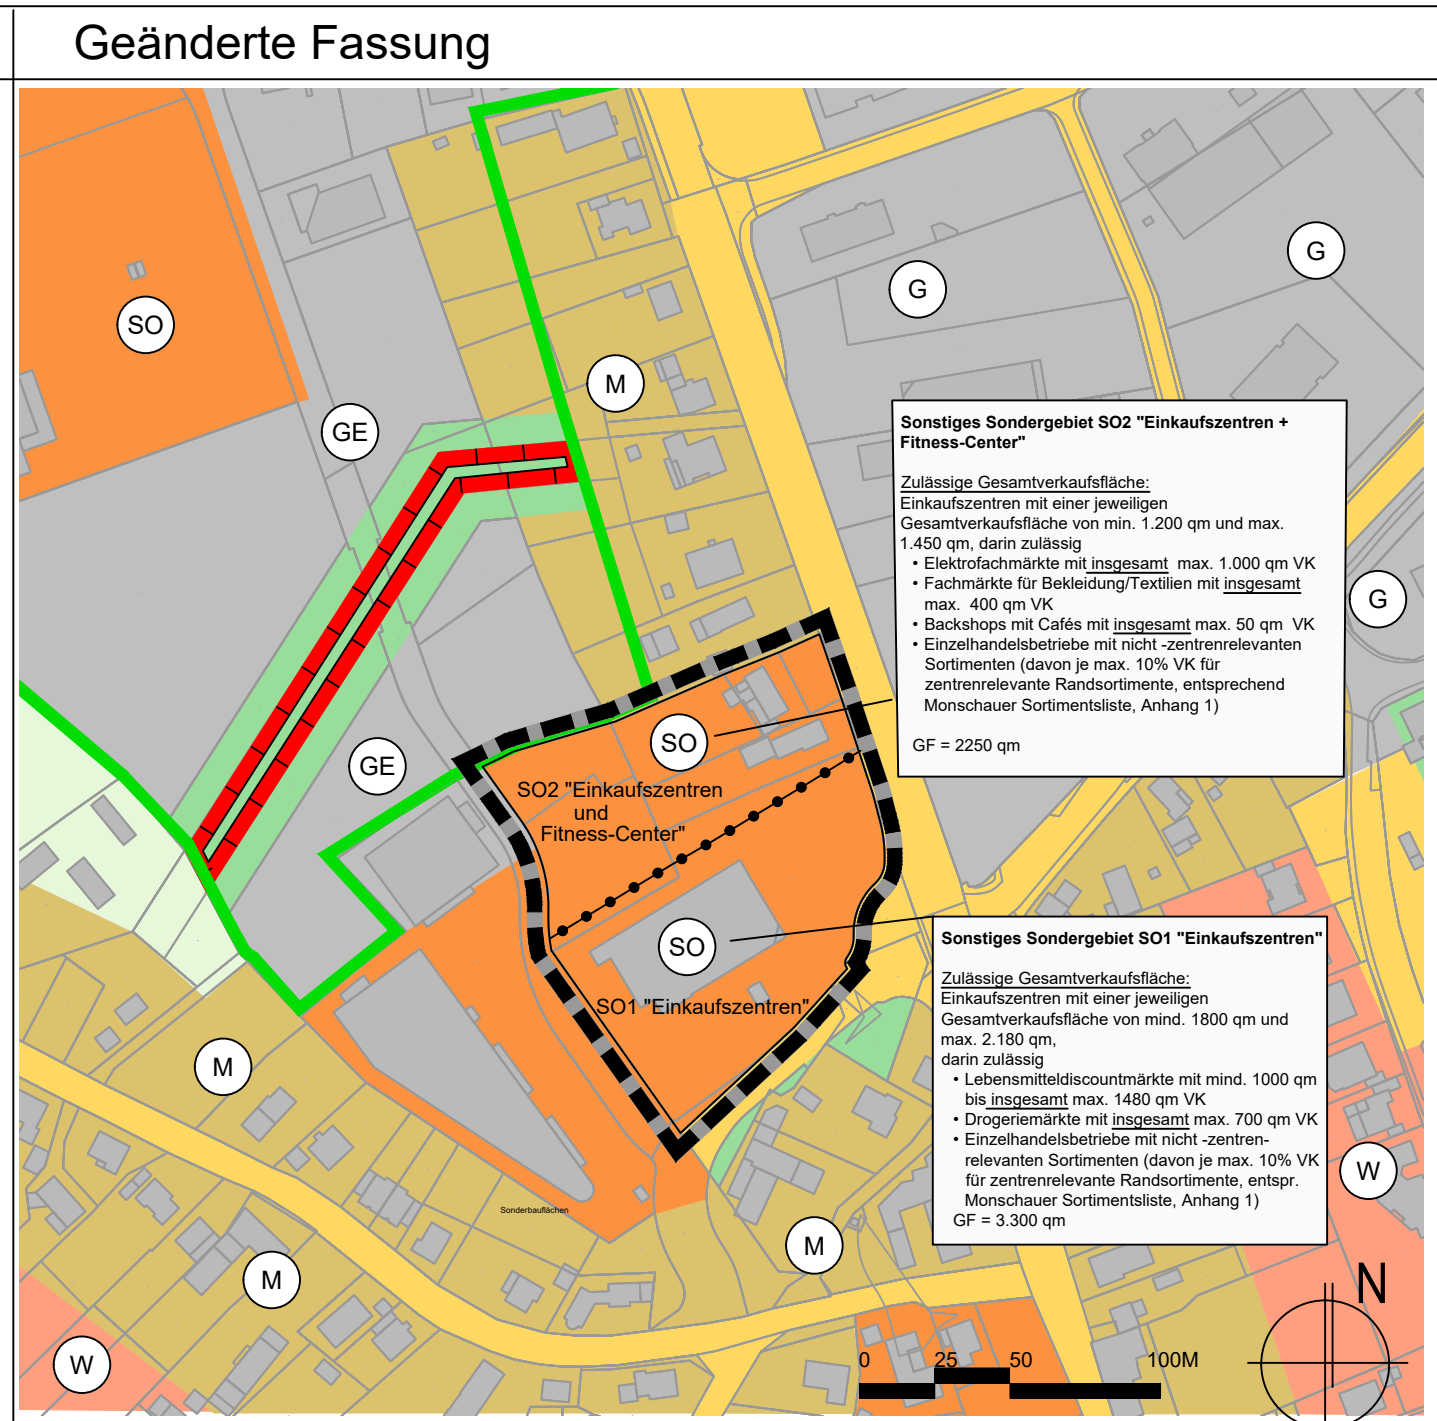 Geänderte Fassung
G
G
SO
M
GE
Sonstiges Sondergebiet SO2 "Einkaufszentren +
Fitness-Center"
Zulässige Gesamtverkaufsfläche:
Einkaufszentren mit einer jeweiligen
Gesamtverkaufsfläche von min. 1.200 qm und max.
1.450 qm, darin zulässig
• Elektrofachmärkte mit insgesamt max. 1.000 qm VK
• Fachmärkte für Bekleidung/Textilien mit insgesamt
max. 400 qm VK
• Backshops mit Cafés mit insgesamt max. 50 qm VK
• Einzelhandelsbetriebe mit nicht -zentrenrelevanten
Sortimenten (davon je max. 10% VK für
zentrenrelevante Randsortimente, entsprechend
Monschauer Sortimentsliste, Anhang 1)
GF = 2250 qm
G
SO
GE
SO2 "Einkaufszentren
und
Fitness-Center"
SO
SO1 "Einkaufszentren"
Sonstiges Sondergebiet SO1 "Einkaufszentren"
Zulässige Gesamtverkaufsfläche:
Einkaufszentren mit einer jeweiligen
Gesamtverkaufsfläche von mind. 1800 qm und
max. 2.180 qm,
darin zulässig
• Lebensmitteldiscountmärkte mit mind. 1000 qm
bis insgesamt max. 1480 qm VK
• Drogeriemärkte mit insgesamt max. 700 qm VK
• Einzelhandelsbetriebe mit nicht -zentren-
relevanten Sortimenten (davon je max. 10% VK
für zentrenrelevante Randsortimente, entspr.
Monschauer Sortimentsliste, Anhang 1)
GF = 3.300 qm
M
W
Sonderbauflächen
M
M
N
W
0 25 50 100M